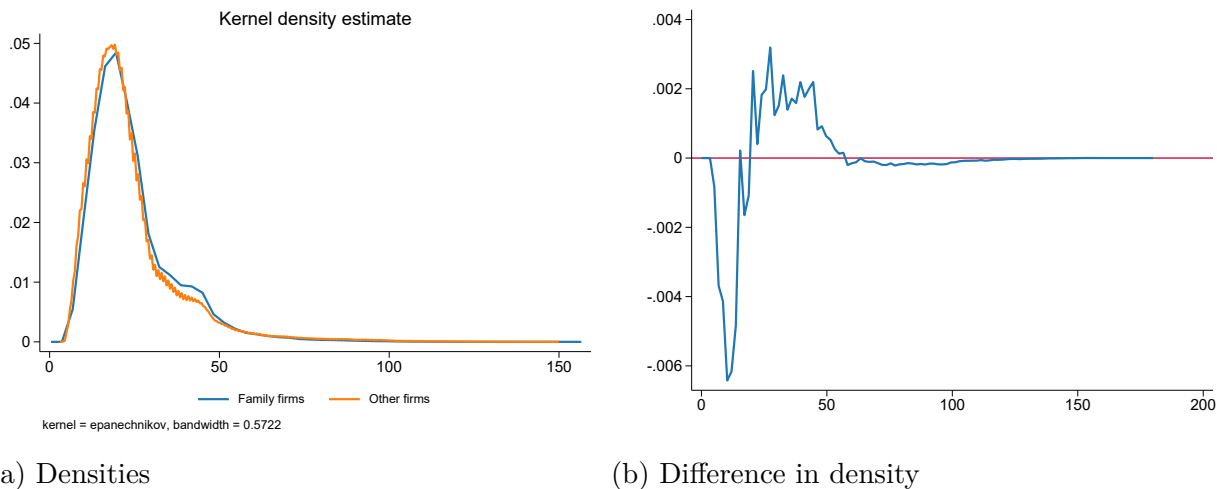 Kernel density estimate
.05
.04
.03
.02
.01
0
0 50 100 150
Family firms Other firms
kernel = epanechnikov, bandwidth = 0.5722
a) Densities
.004
.002
0
-.002
-.004
-.006
0 50 100 150 200
(b) Difference in density